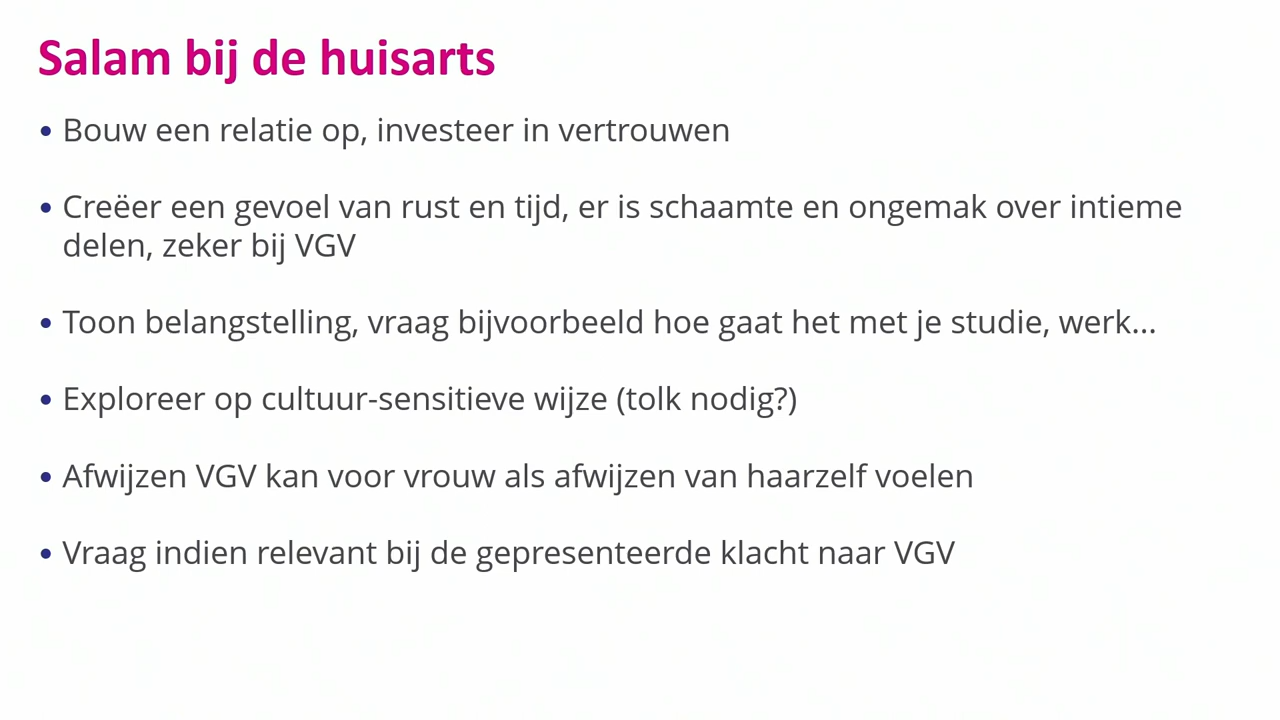 Salam bij de huisarts
• Bouw een relatie op, investeer in vertrouwen
• Creëer een gevoel van rust en tijd, er is schaamte en ongemak over intieme
delen, zeker bij VGV
• Toon belangstelling, vraag bijvoorbeeld hoe gaat het met je studie, werk...
• Exploreer op cultuur-sensitieve wijze (tolk nodig?)
• Afwijzen VGV kan voor vrouw als afwijzen van haarzelf voelen
• Vraag indien relevant bij de gepresenteerde klacht naar VGV